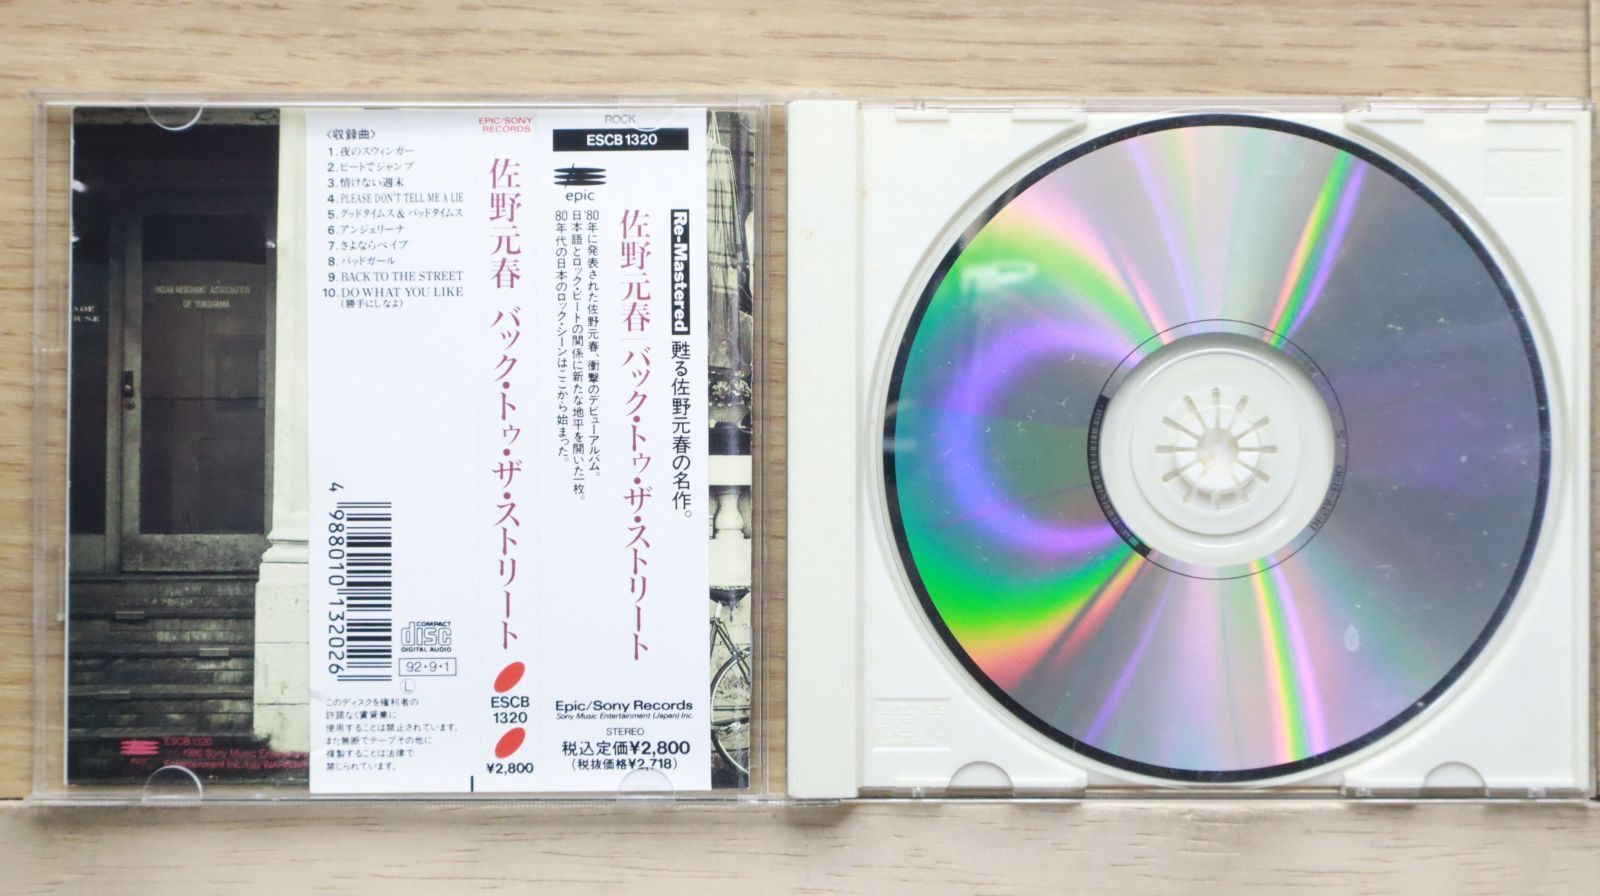 INDIAN MERCHANT ASSOCIATION
OF YOKOHAMA
ESCB 1320
epic
<収録曲>
1. 夜のスウィンガー
2. ビートでジャンプ
3. 情けない週末
4. PLEASE DON'T TELL ME A LIE
5. グッドタイムス&バッドタイムス
6. アンジェリーナ
7. さよならベイブ
8. バッドガール
9. BACK TO THE STREET
10. DO WHAT YOU LIKE
(勝手にしなよ)
4 988010 132026
COMPACT
disc
DIGITAL AUDIO
92・9・1
L
このディスクを権利者の
許諾なく賃貸業に
使用することは禁止されています。
また無断でテープその他に
複製することは法律で
禁じられています。
EPIC/SONY
RECORDS
佐野元春 バック・トゥ・ザ・ストリート
ESCB
1320
¥2,800
ROCK
ESCB 1320
epic
Re-Mastered 甦る佐野元春の名作。
佐野元春 バック・トゥ・ザ・ストリート
'80年に発表された佐野元春、衝撃のデビューアルバム。
日本語とロック・ビートの関係に新たな地平を開いた一枚。
80年代の日本のロック・シーンはここから始まった。
Epic/Sony Records
Sony Music Entertainment (Japan) Inc.
STEREO
税込定価¥2,800
(税抜価格¥2,718)